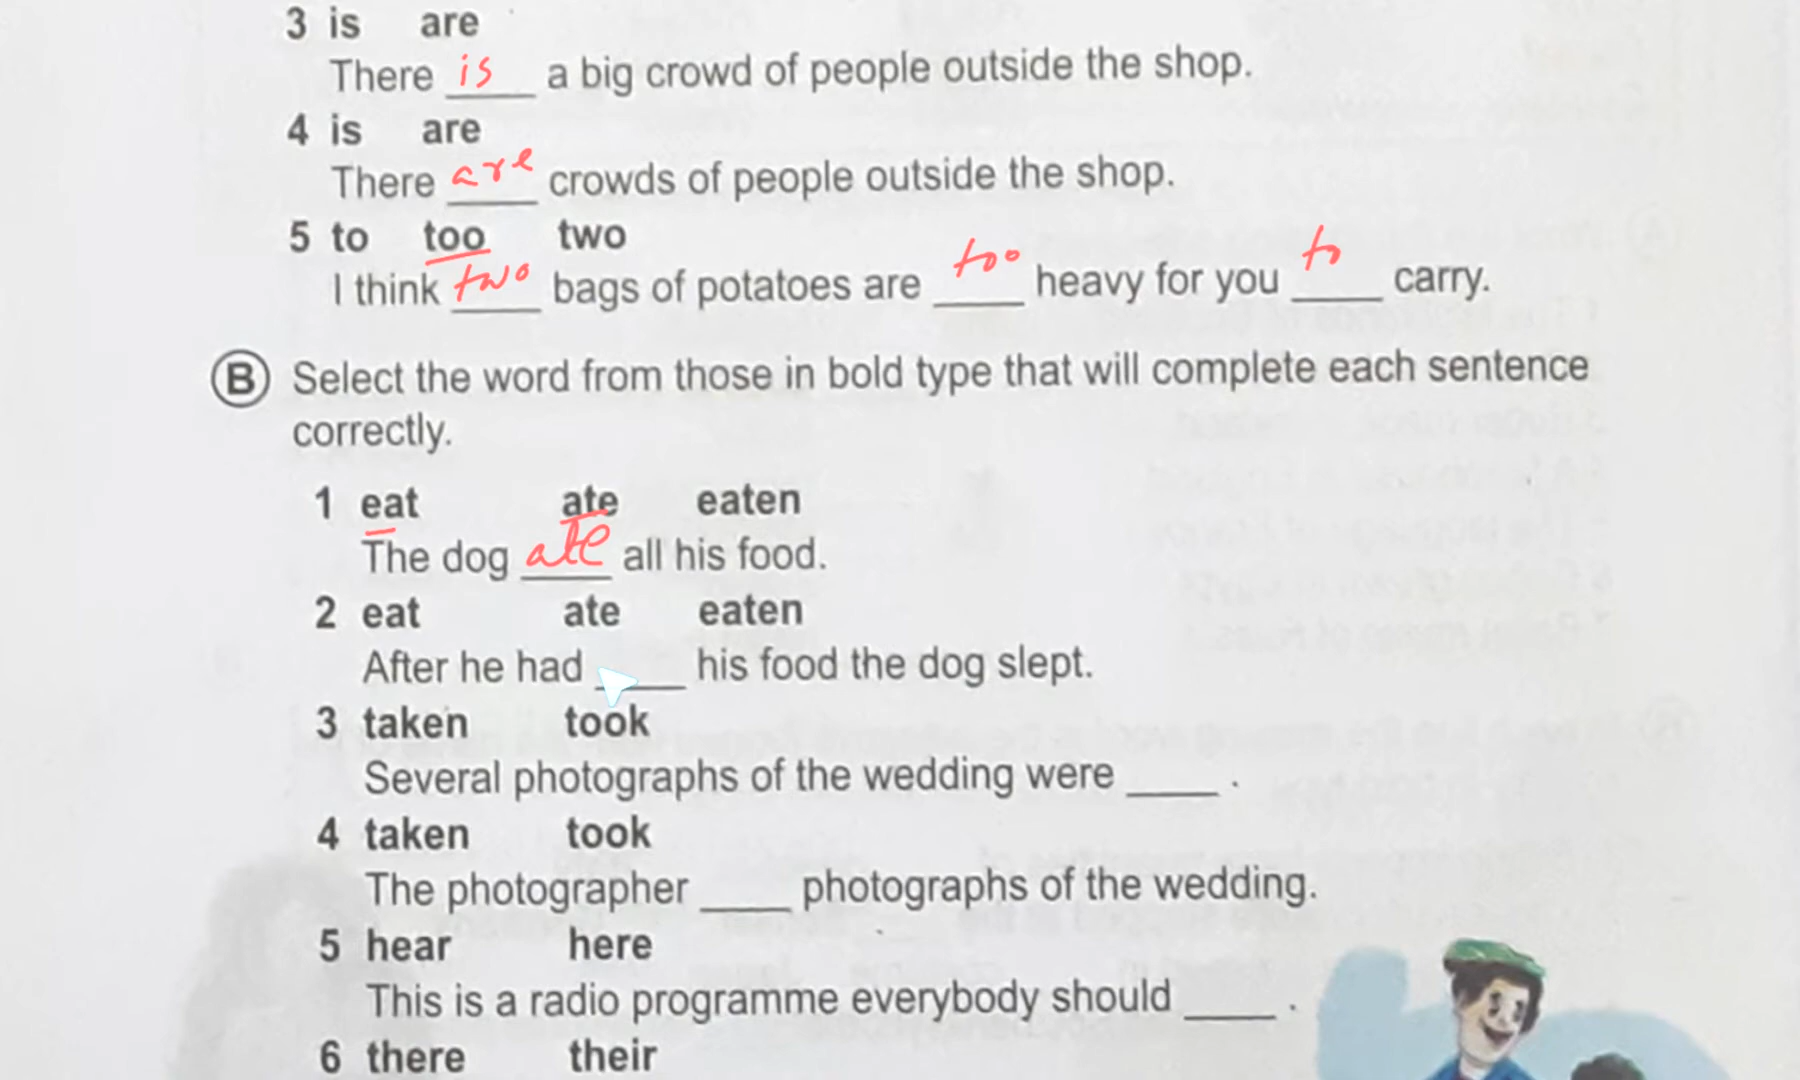 3 is are
There is a big crowd of people outside the shop.
4 is are
There are crowds of people outside the shop.
5 to too two
I think two bags of potatoes are too heavy for you to carry.
B Select the word from those in bold type that will complete each sentence
correctly.
1 eat ate eaten
The dog ate all his food.
2 eat ate eaten
After he had ____ his food the dog slept.
3 taken took
Several photographs of the wedding were ____ .
4 taken took
The photographer ____ photographs of the wedding.
5 hear here
This is a radio programme everybody should ____ .
6 there their